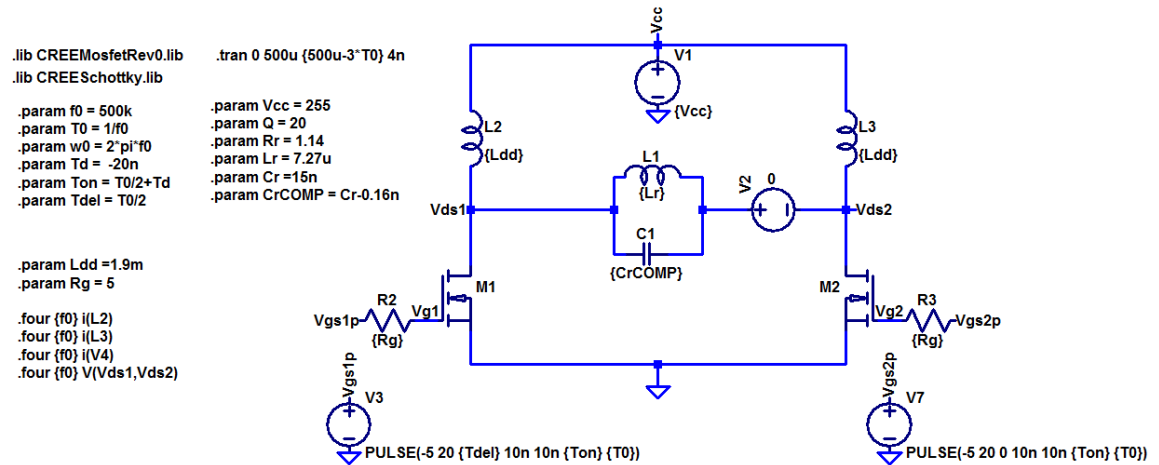 .lib CREEMosfetRev0.lib
.lib CREESchottky.lib
.tran 0 500u {500u-3*T0} 4n
.param f0 = 500k
.param T0 = 1/f0
.param w0 = 2*pi*f0
.param Td =  -20n
.param Ton = T0/2+Td
.param Tdel = T0/2
.param Vcc = 255
.param Q = 20
.param Rr = 1.14
.param Lr = 7.27u
.param Cr =15n
.param CrCOMP = Cr-0.16n
.param Ldd =1.9m
.param Rg = 5
.four {f0} i(L2)
.four {f0} i(L3)
.four {f0} i(V4)
.four {f0} V(Vds1,Vds2)
Vcc
V1
{Vcc}
L2
{Ldd}
L3
{Ldd}
L1
{Lr}
V2
0
Vds1
Vds2
C1
{CrCOMP}
M1
M2
R2
Vgs1p
Vg1
{Rg}
R3
Vg2
Vgs2p
{Rg}
Vgs1p
V3
PULSE(-5 20 {Tdel} 10n 10n {Ton} {T0})
Vgs2p
V7
PULSE(-5 20 0 10n 10n {Ton} {T0})